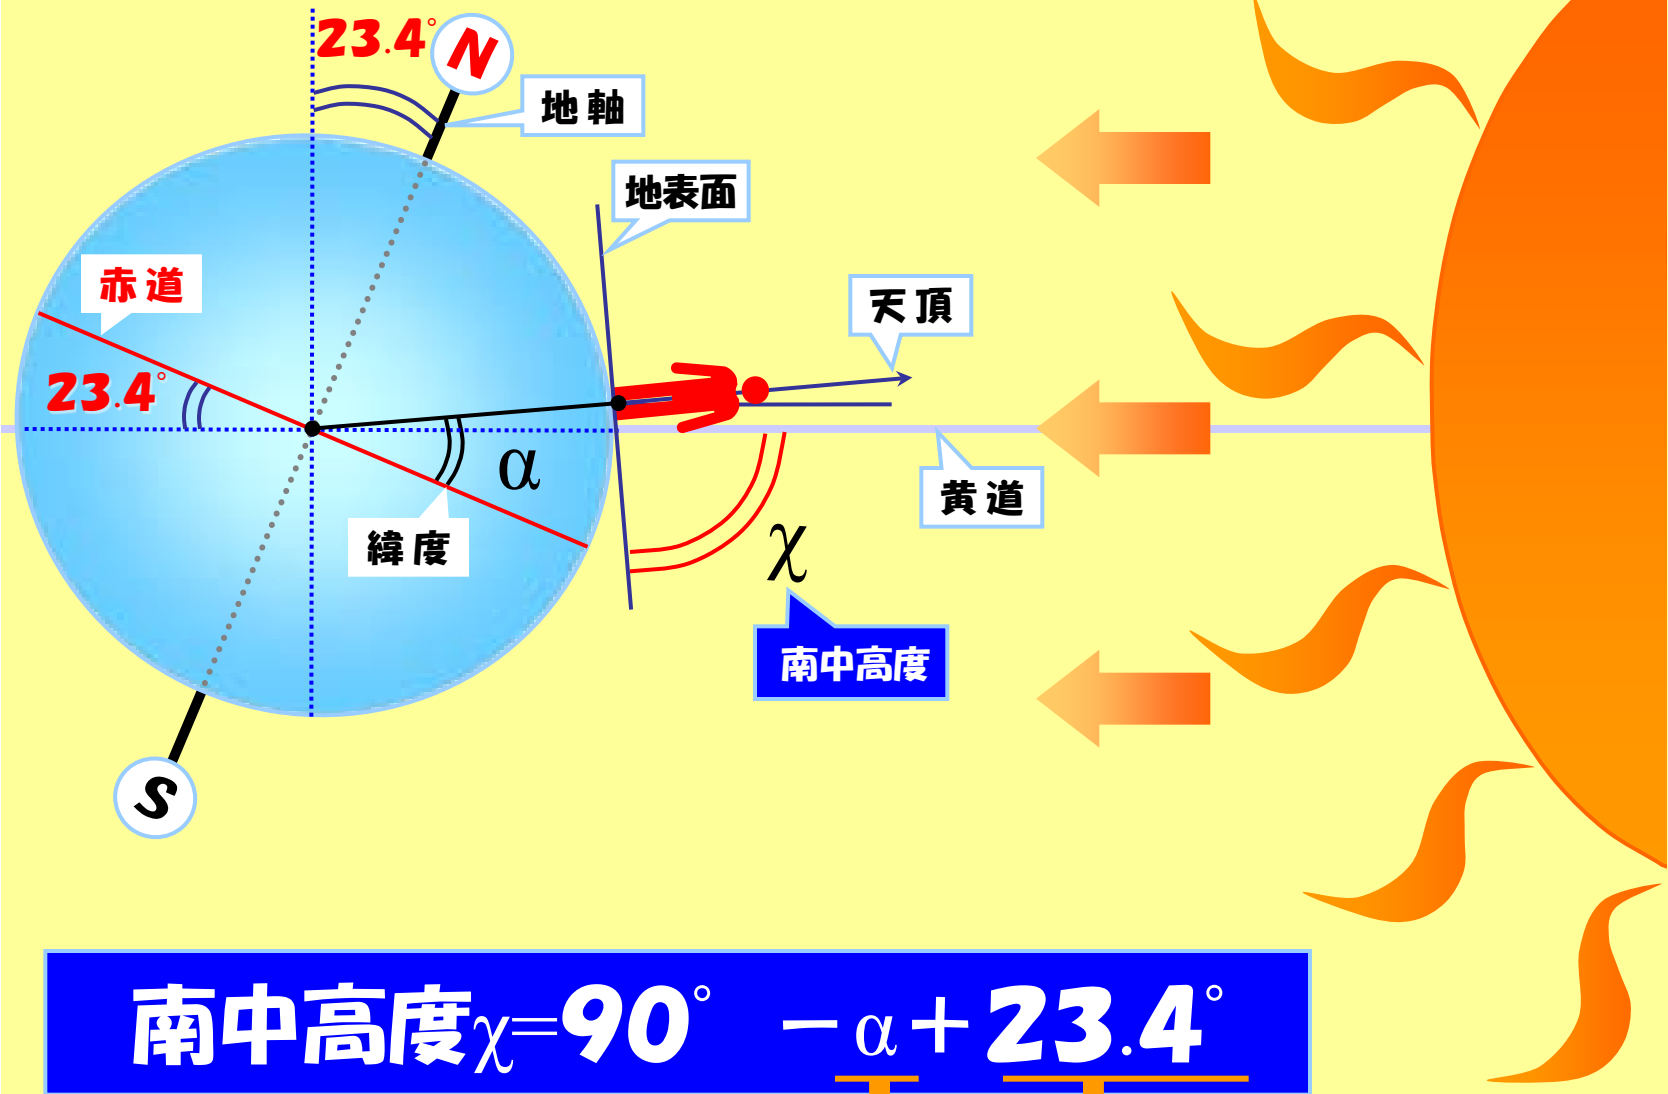 23.4°
N
地軸
地表面
天頂
赤道
23.4°
α
緯度
黄道
χ
南中高度
S
南中高度χ=90° －α＋23.4°